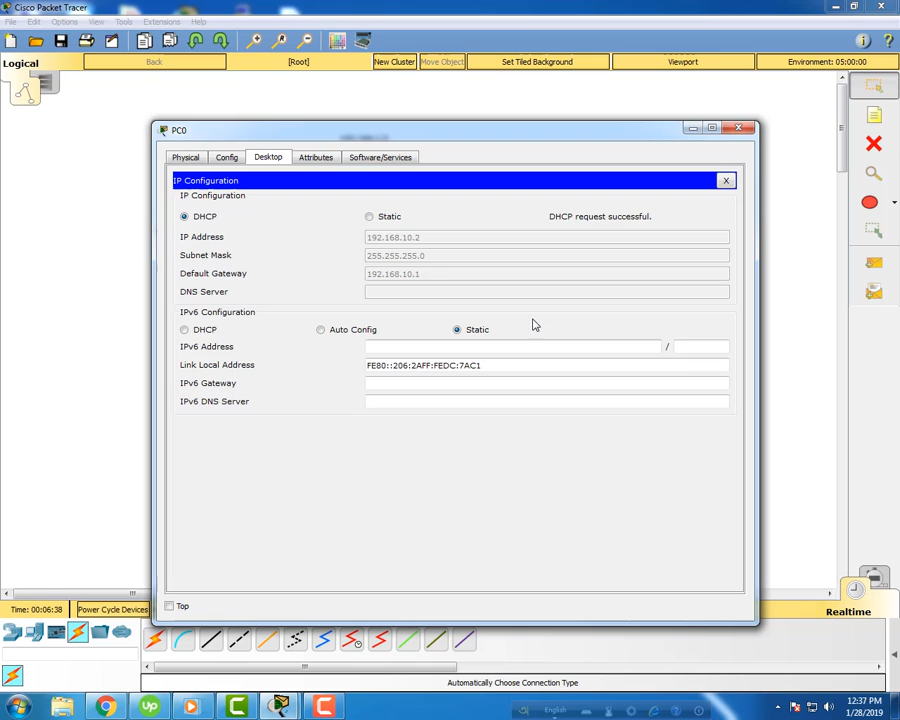 Cisco Packet Tracer
File Edit Options View Tools Extensions Help
Logical Back [Root] New Cluster Move Object Set Tiled Background Viewport Environment: 05:00:00
PC0
Physical Config Desktop Attributes Software/Services
IP Configuration X
IP Configuration
DHCP Static DHCP request successful.
IP Address 192.168.10.2
Subnet Mask 255.255.255.0
Default Gateway 192.168.10.1
DNS Server
IPv6 Configuration
DHCP Auto Config Static
IPv6 Address /
Link Local Address FE80::206:2AFF:FEDC:7AC1
IPv6 Gateway
IPv6 DNS Server
Top
Time: 00:06:38 Power Cycle Devices Realtime
Automatically Choose Connection Type
English
12:37 PM
1/28/2019